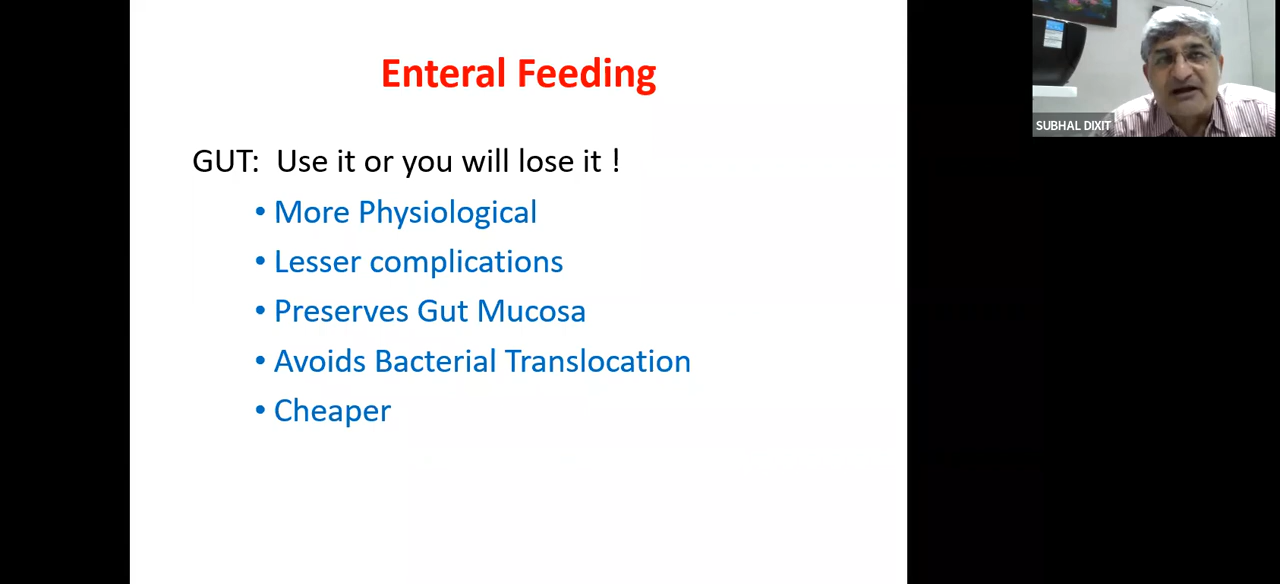 Enteral Feeding
GUT: Use it or you will lose it !
• More Physiological
• Lesser complications
• Preserves Gut Mucosa
• Avoids Bacterial Translocation
• Cheaper
SUBHAL DIXIT